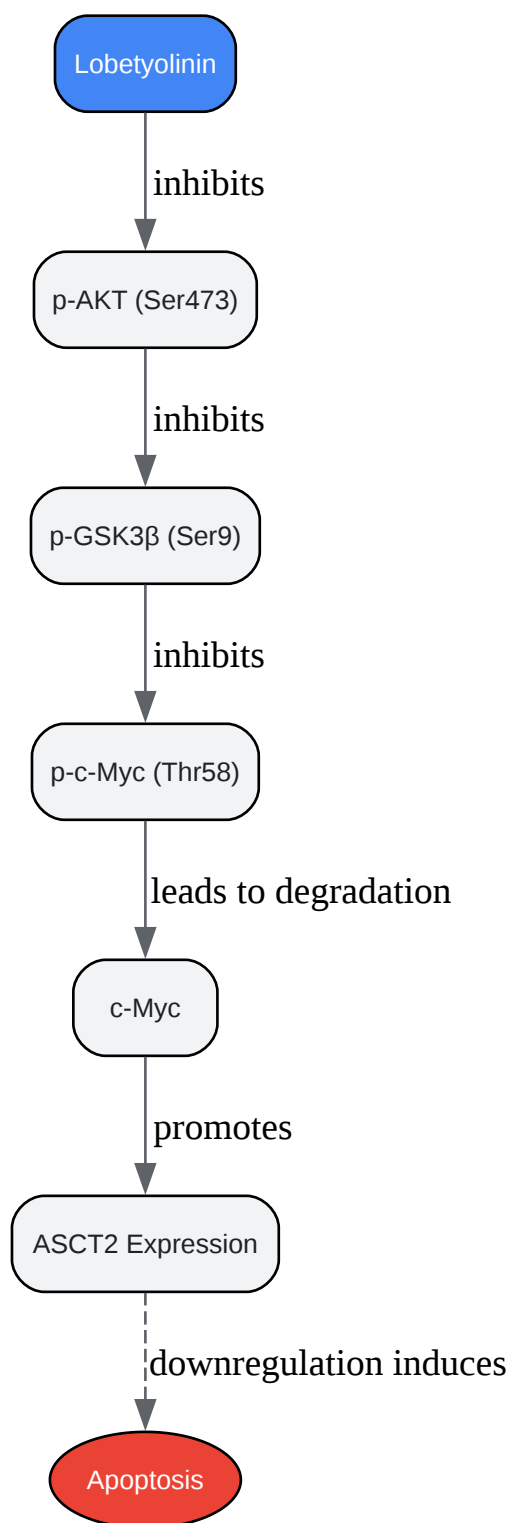 Lobetyolinin
inhibits
p-AKT (Ser473)
inhibits
p-GSK3β (Ser9)
inhibits
p-c-Myc (Thr58)
leads to degradation
c-Myc
promotes
ASCT2 Expression
downregulation induces
Apoptosis